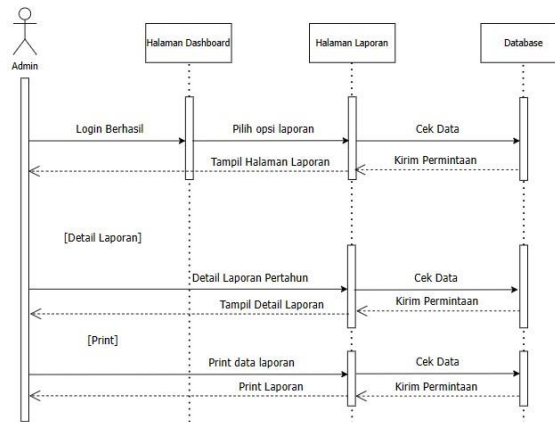 Halaman Dashboard
Halaman Laporan
Database
Admin
Login Berhasil
Pilih opsi laporan
Cek Data
Tampil Halaman Laporan
Kirim Permintaan
[Detail Laporan]
Detail Laporan Pertahun
Cek Data
Tampil Detail Laporan
Kirim Permintaan
[Print]
Print data laporan
Cek Data
Print Laporan
Kirim Permintaan